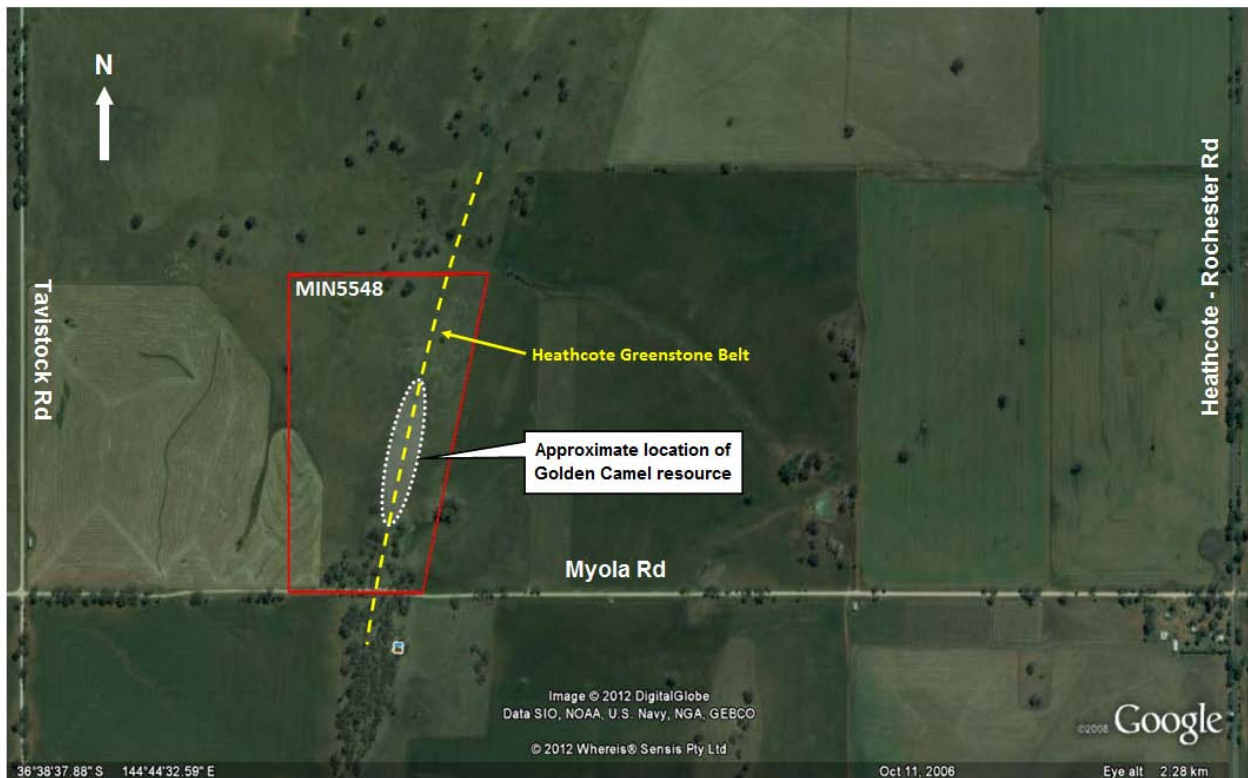 N
MIN5548
Heathcote Greenstone Belt
Tavistock Rd
Heathcote - Rochester Rd
Approximate location of
Golden Camel resource
Myola Rd
Image © 2012 DigitalGlobe
Data SIO, NOAA, U.S. Navy, NGA, GEBCO
© 2012 Whereis® Sensis Pty Ltd
©2008 Google
36°38'37.88" S 144°44'32.59" E Oct 11, 2006 Eye alt 2.28 km